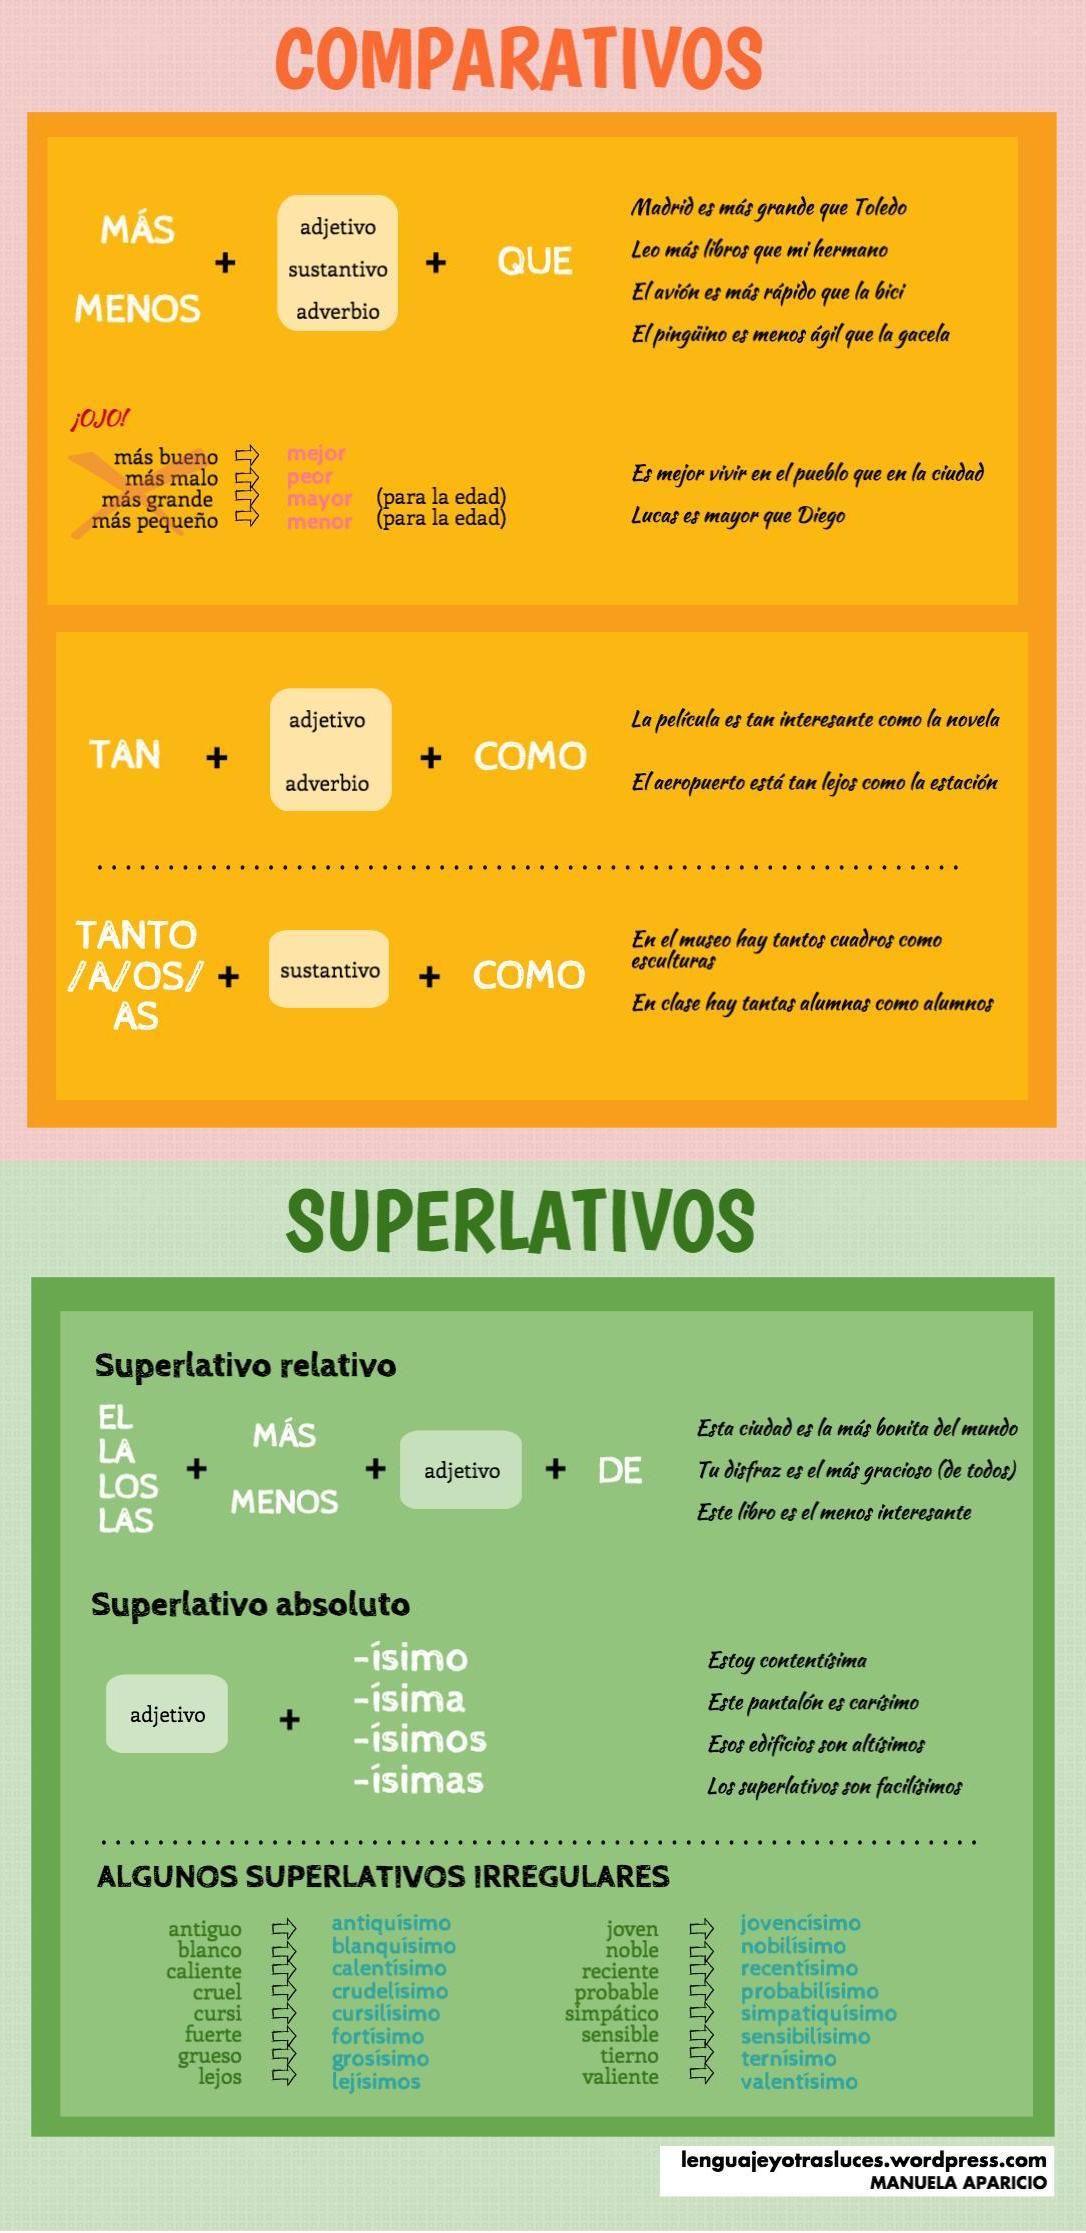 COMPARATIVOS
MÁS
MENOS
+
adjetivo
sustantivo
adverbio
+
QUE
Madrid es más grande que Toledo
Leo más libros que mi hermano
El avión es más rápido que la bici
El pingüino es menos ágil que la gacela
¡OJO!
más bueno mejor
más malo peor
más grande mayor (para la edad)
más pequeño menor (para la edad)
Es mejor vivir en el pueblo que en la ciudad
Lucas es mayor que Diego
TAN
+
adjetivo
adverbio
+
COMO
La película es tan interesante como la novela
El aeropuerto está tan lejos como la estación
TANTO
/A/OS/
AS
+
sustantivo
+
COMO
En el museo hay tantos cuadros como
esculturas
En clase hay tantas alumnas como alumnos
SUPERLATIVOS
Superlativo relativo
EL
LA
LOS
LAS
+
MÁS
MENOS
+
adjetivo
+
DE
Esta ciudad es la más bonita del mundo
Tu disfraz es el más gracioso (de todos)
Este libro es el menos interesante
Superlativo absoluto
adjetivo
+
-ísimo
-ísima
-ísimos
-ísimas
Estoy contentísima
Este pantalón es carísimo
Esos edificios son altísimos
Los superlativos son facilísimos
ALGUNOS SUPERLATIVOS IRREGULARES
antiguo antiquísimo
blanco blanquísimo
caliente calentísimo
cruel crudelísimo
cursi cursilísimo
fuerte fortísimo
grueso grosísimo
lejos lejísimos
joven jovencísimo
noble nobilísimo
reciente recentísimo
probable probabilísimo
simpático simpatiquísimo
sensible sensibilísimo
tierno ternísimo
valiente valentísimo
lenguajeyotrasluces.wordpress.com
MANUELA APARICIO